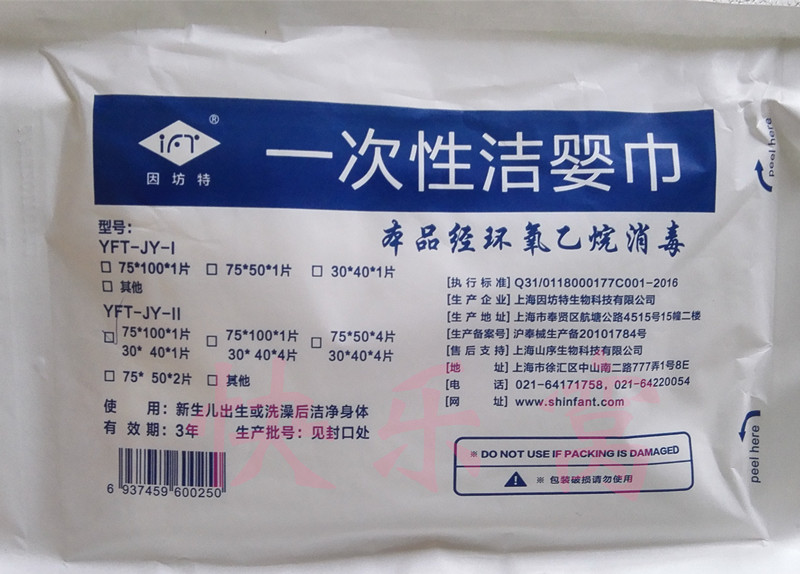 iFT®
因坊特
一次性洁婴巾
peel here
本品经环氧乙烷消毒
型号:
YFT-JY-I
□ 75*100*1片 □ 75*50*1片 □ 30*40*1片
□ 其他
YFT-JY-II
□ 75*100*1片 □ 75*100*1片 □ 75*50*4片
30* 40*1片 30* 40*4片 30*40*4片
□ 75* 50*2片 □ 其他
使 用: 新生儿出生或洗澡后洁净身体
有 效 期: 3年 生产批号: 见封口处
6 937459 600250
[执 行 标 准] Q31/0118000177C001-2016
[生 产 企 业] 上海因坊特生物科技有限公司
[生 产 地 址] 上海市奉贤区航塘公路4515号15幢二楼
[生产备案号] 沪奉械生产备20101784号
[售 后 支 持] 上海山序生物科技有限公司
[地 址] 上海市徐汇区中山南二路777弄1号8E
[电 话] 021-64171758, 021-64220054
[网 址] www.shinfant.com
※ DO NOT USE IF PACKING IS DAMAGED
※ 包装破损请勿使用
peel here
快乐窝